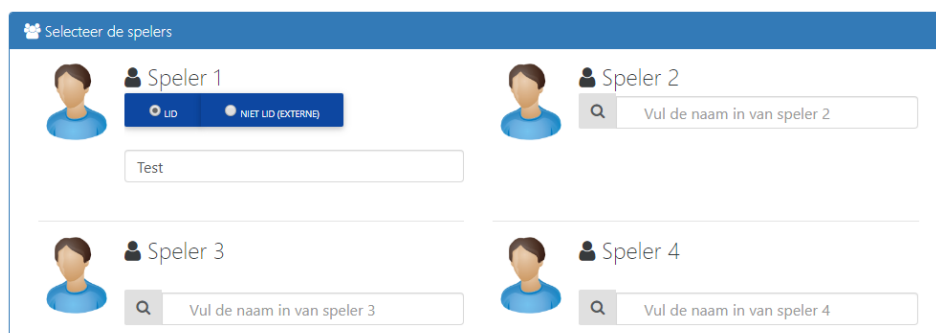 Selecteer de spelers
Speler 1
LID
NIET LID (EXTERNE)
Test
Speler 2
Vul de naam in van speler 2
Speler 3
Vul de naam in van speler 3
Speler 4
Vul de naam in van speler 4